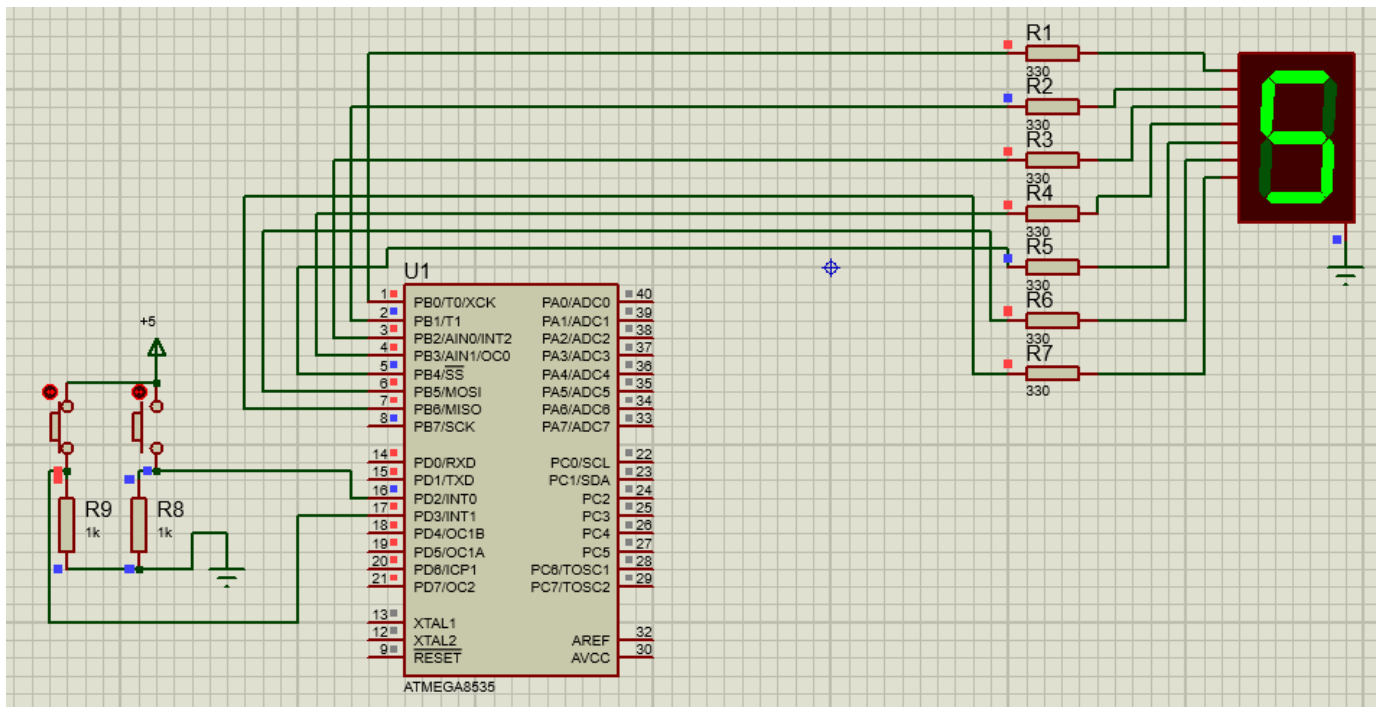 R1
330
R2
330
R3
330
R4
330
R5
330
R6
330
R7
330
U1
1 PB0/T0/XCK PA0/ADC0 40
2 PB1/T1 PA1/ADC1 39
3 PB2/AIN0/INT2 PA2/ADC2 38
4 PB3/AIN1/OC0 PA3/ADC3 37
5 PB4/SS PA4/ADC4 36
6 PB5/MOSI PA5/ADC5 35
7 PB6/MISO PA6/ADC6 34
8 PB7/SCK PA7/ADC7 33
14 PD0/RXD PC0/SCL 22
15 PD1/TXD PC1/SDA 23
16 PD2/INT0 PC2 24
17 PD3/INT1 PC3 25
18 PD4/OC1B PC4 26
19 PD5/OC1A PC5 27
20 PD6/ICP1 PC6/TOSC1 28
21 PD7/OC2 PC7/TOSC2 29
13 XTAL1
12 XTAL2 AREF 32
9 RESET AVCC 30
ATMEGA8535
+5
R9
1k
R8
1k
5